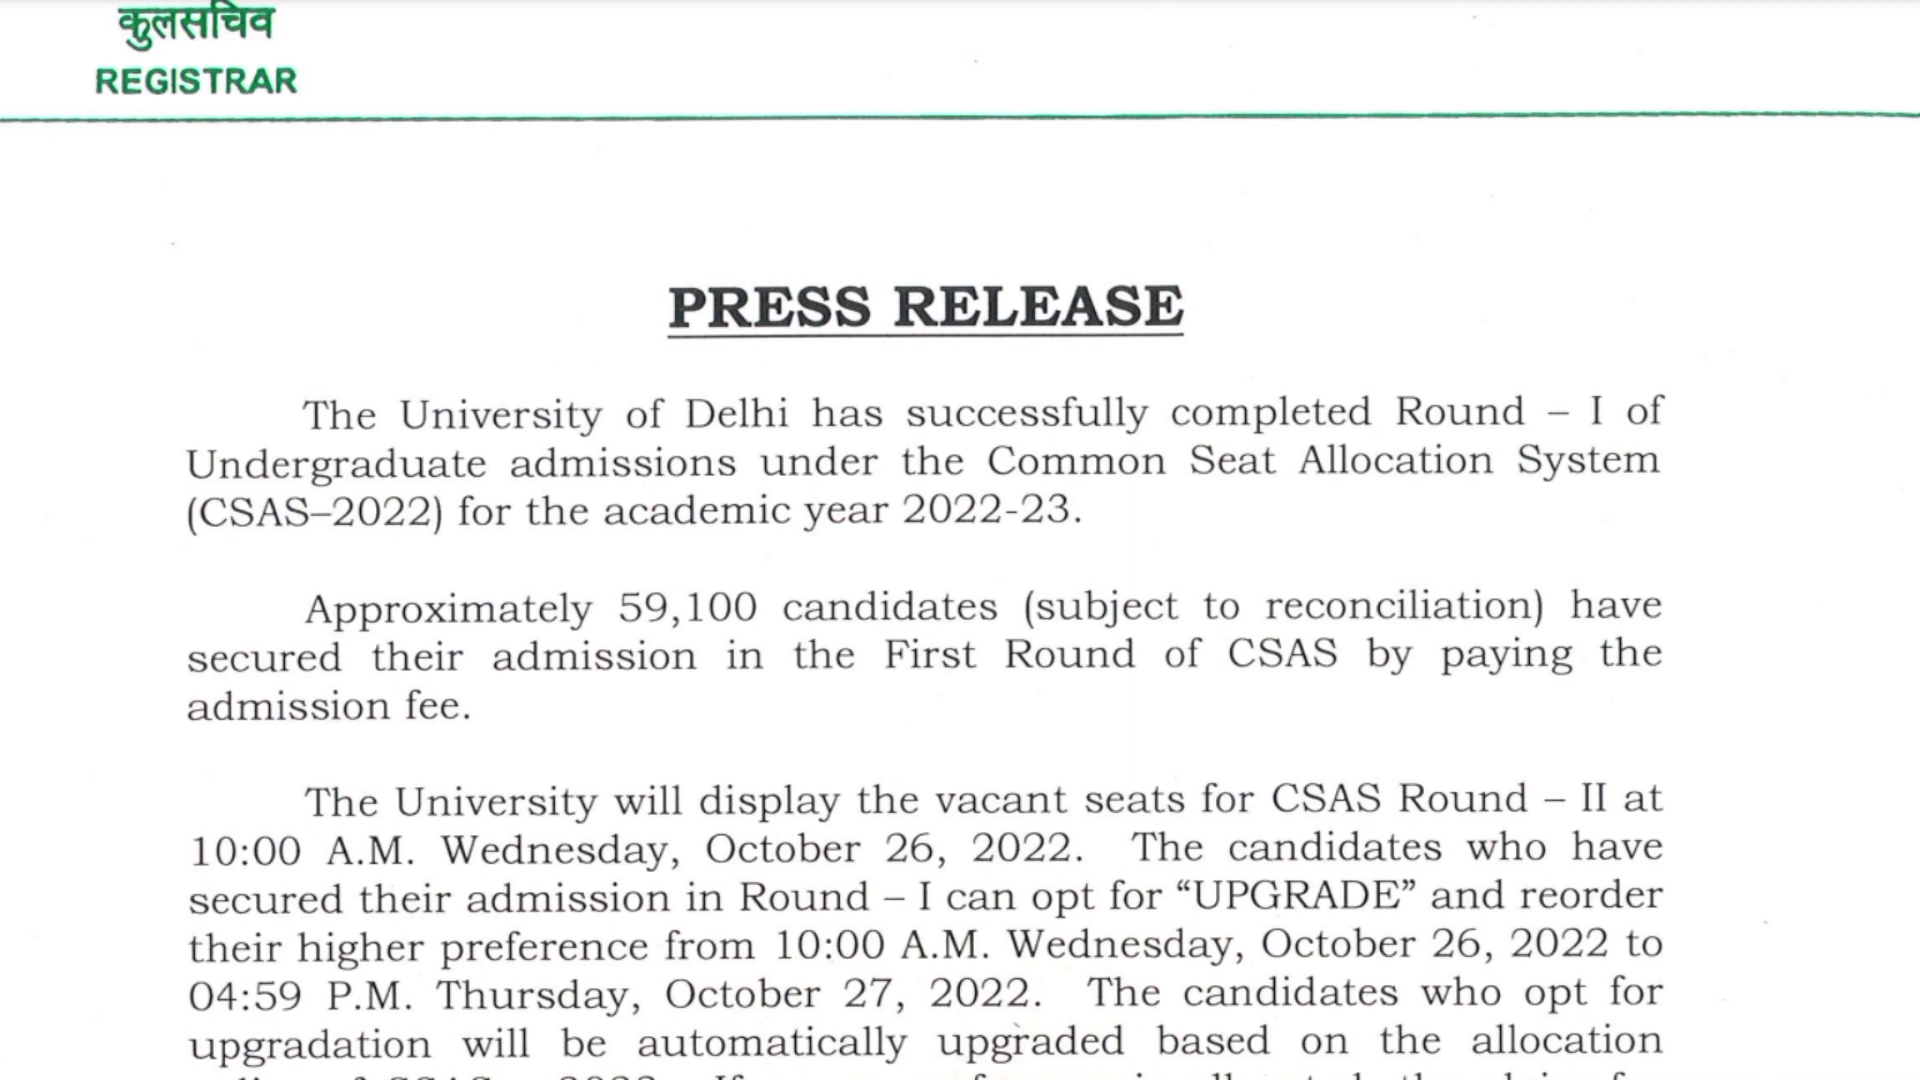 कुलसचिव
REGISTRAR
PRESS RELEASE
The University of Delhi has successfully completed Round – I of
Undergraduate admissions under the Common Seat Allocation System
(CSAS–2022) for the academic year 2022-23.
Approximately 59,100 candidates (subject to reconciliation) have
secured their admission in the First Round of CSAS by paying the
admission fee.
The University will display the vacant seats for CSAS Round – II at
10:00 A.M. Wednesday, October 26, 2022. The candidates who have
secured their admission in Round – I can opt for “UPGRADE” and reorder
their higher preference from 10:00 A.M. Wednesday, October 26, 2022 to
04:59 P.M. Thursday, October 27, 2022. The candidates who opt for
upgradation will be automatically upgraded based on the allocation